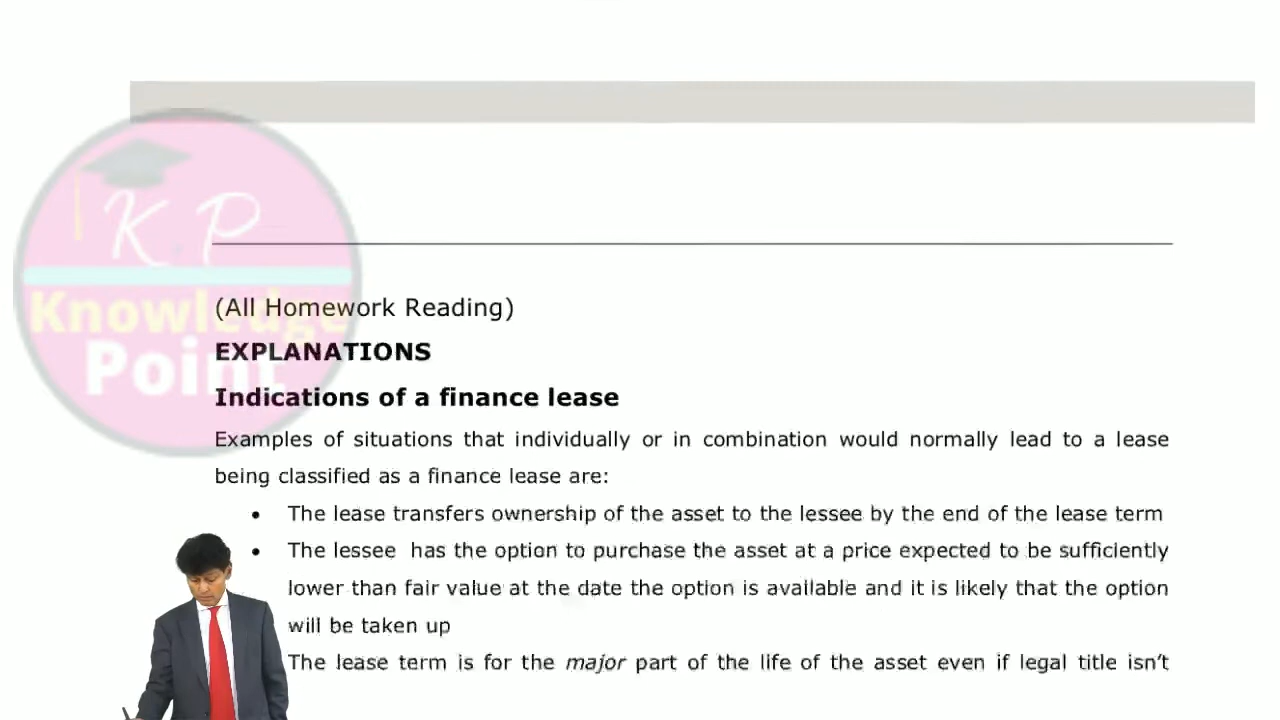 K.P
Knowledge
Point
(All Homework Reading)
EXPLANATIONS
Indications of a finance lease
Examples of situations that individually or in combination would normally lead to a lease
being classified as a finance lease are:
• The lease transfers ownership of the asset to the lessee by the end of the lease term
• The lessee has the option to purchase the asset at a price expected to be sufficiently
lower than fair value at the date the option is available and it is likely that the option
will be taken up
The lease term is for the major part of the life of the asset even if legal title isn't